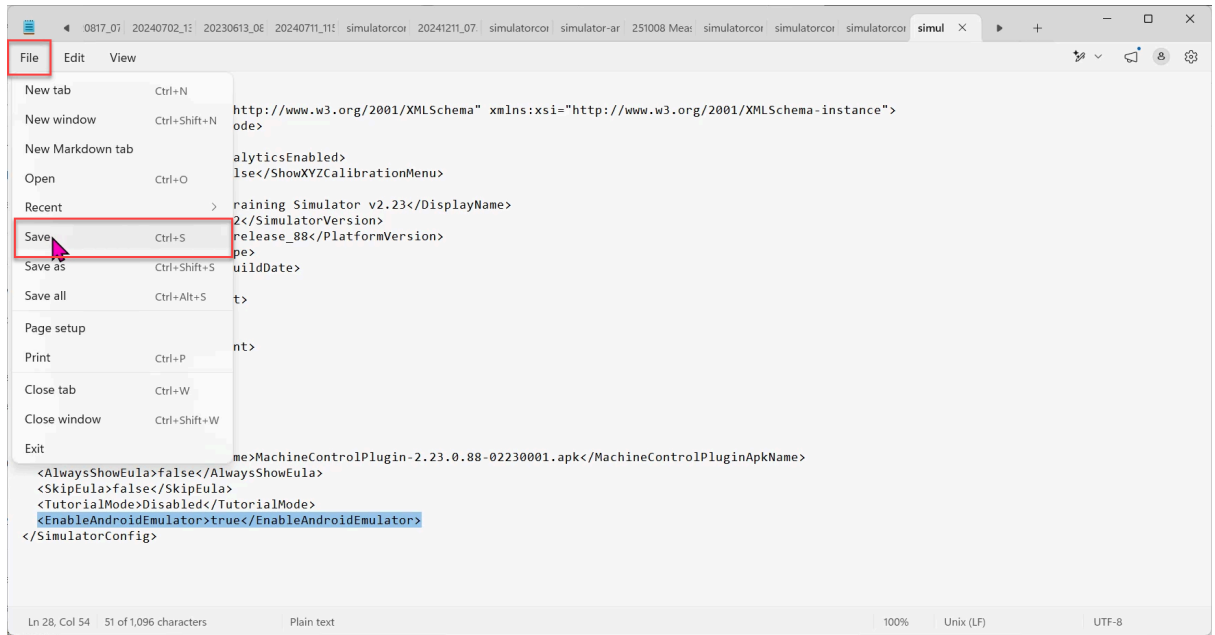 0817_07 20240702_13 20230613_08 20240711_115 simulatorcor 20241211_07. simulatorcor simulator-ar 251008 Meas simulatorcor simulatorcor simulatorcor simul
File Edit View
New tab Ctrl+N
New window Ctrl+Shift+N
New Markdown tab
Open Ctrl+O
Recent
Save Ctrl+S
Save as Ctrl+Shift+S
Save all Ctrl+Alt+S
Page setup
Print Ctrl+P
Close tab Ctrl+W
Close window Ctrl+Shift+W
Exit
http://www.w3.org/2001/XMLSchema" xmlns:xsi="http://www.w3.org/2001/XMLSchema-instance">
ode>
alyticsEnabled>
lse</ShowXYZCalibrationMenu>
raining Simulator v2.23</DisplayName>
2</SimulatorVersion>
release_88</PlatformVersion>
pe>
uildDate>
t>
nt>
me>MachineControlPlugin-2.23.0.88-02230001.apk</MachineControlPluginApkName>
<AlwaysShowEula>false</AlwaysShowEula>
<SkipEula>false</SkipEula>
<TutorialMode>Disabled</TutorialMode>
<EnableAndroidEmulator>true</EnableAndroidEmulator>
</SimulatorConfig>
Ln 28, Col 54 51 of 1,096 characters Plain text 100% Unix (LF) UTF-8